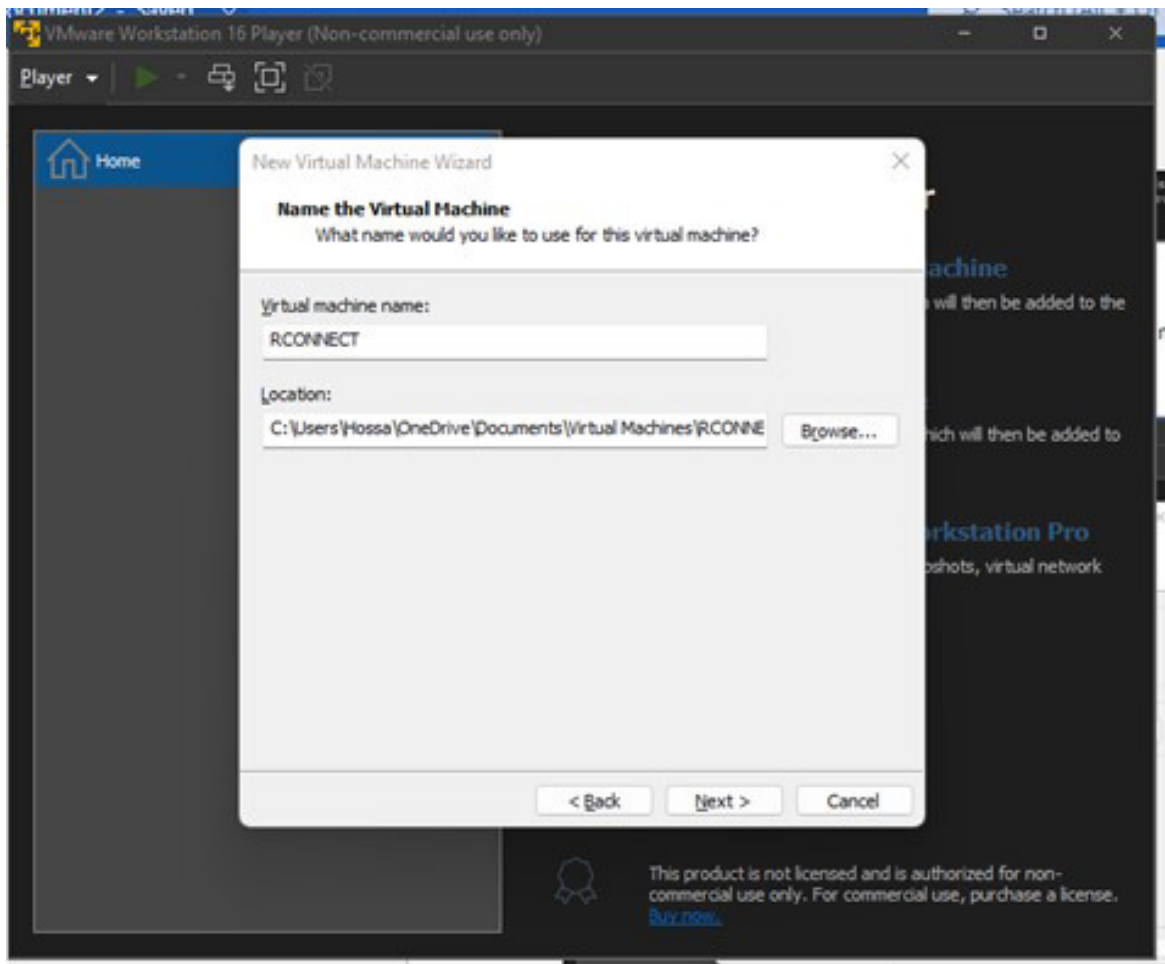 VMware Workstation 16 Player (Non-commercial use only)
Player
Home
New Virtual Machine Wizard
Name the Virtual Machine
What name would you like to use for this virtual machine?
Virtual machine name:
RCONNECT
Location:
C:\Users\Hossa\OneDrive\Documents\Virtual Machines\RCONNE
Browse...
< Back
Next >
Cancel
achine
will then be added to the
hich will then be added to
rkstation Pro
pshots, virtual network
This product is not licensed and is authorized for non-
commercial use only. For commercial use, purchase a license.
Buy now.